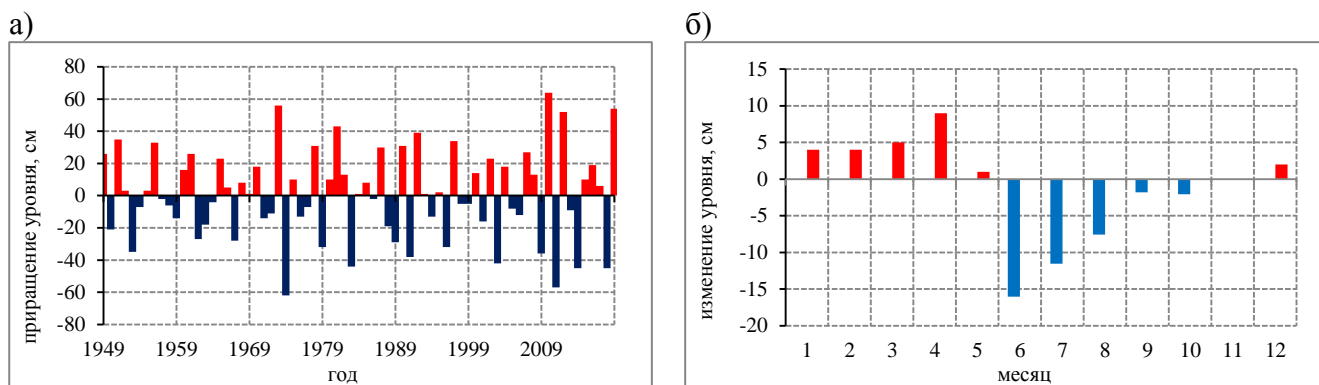 а)
приращение уровня, см
80
60
40
20
0
-20
-40
-60
-80
1949 1959 1969 1979 1989 1999 2009
год
б)
изменение уровня, см
15
10
5
0
-5
-10
-15
-20
1 2 3 4 5 6 7 8 9 10 11 12
месяц